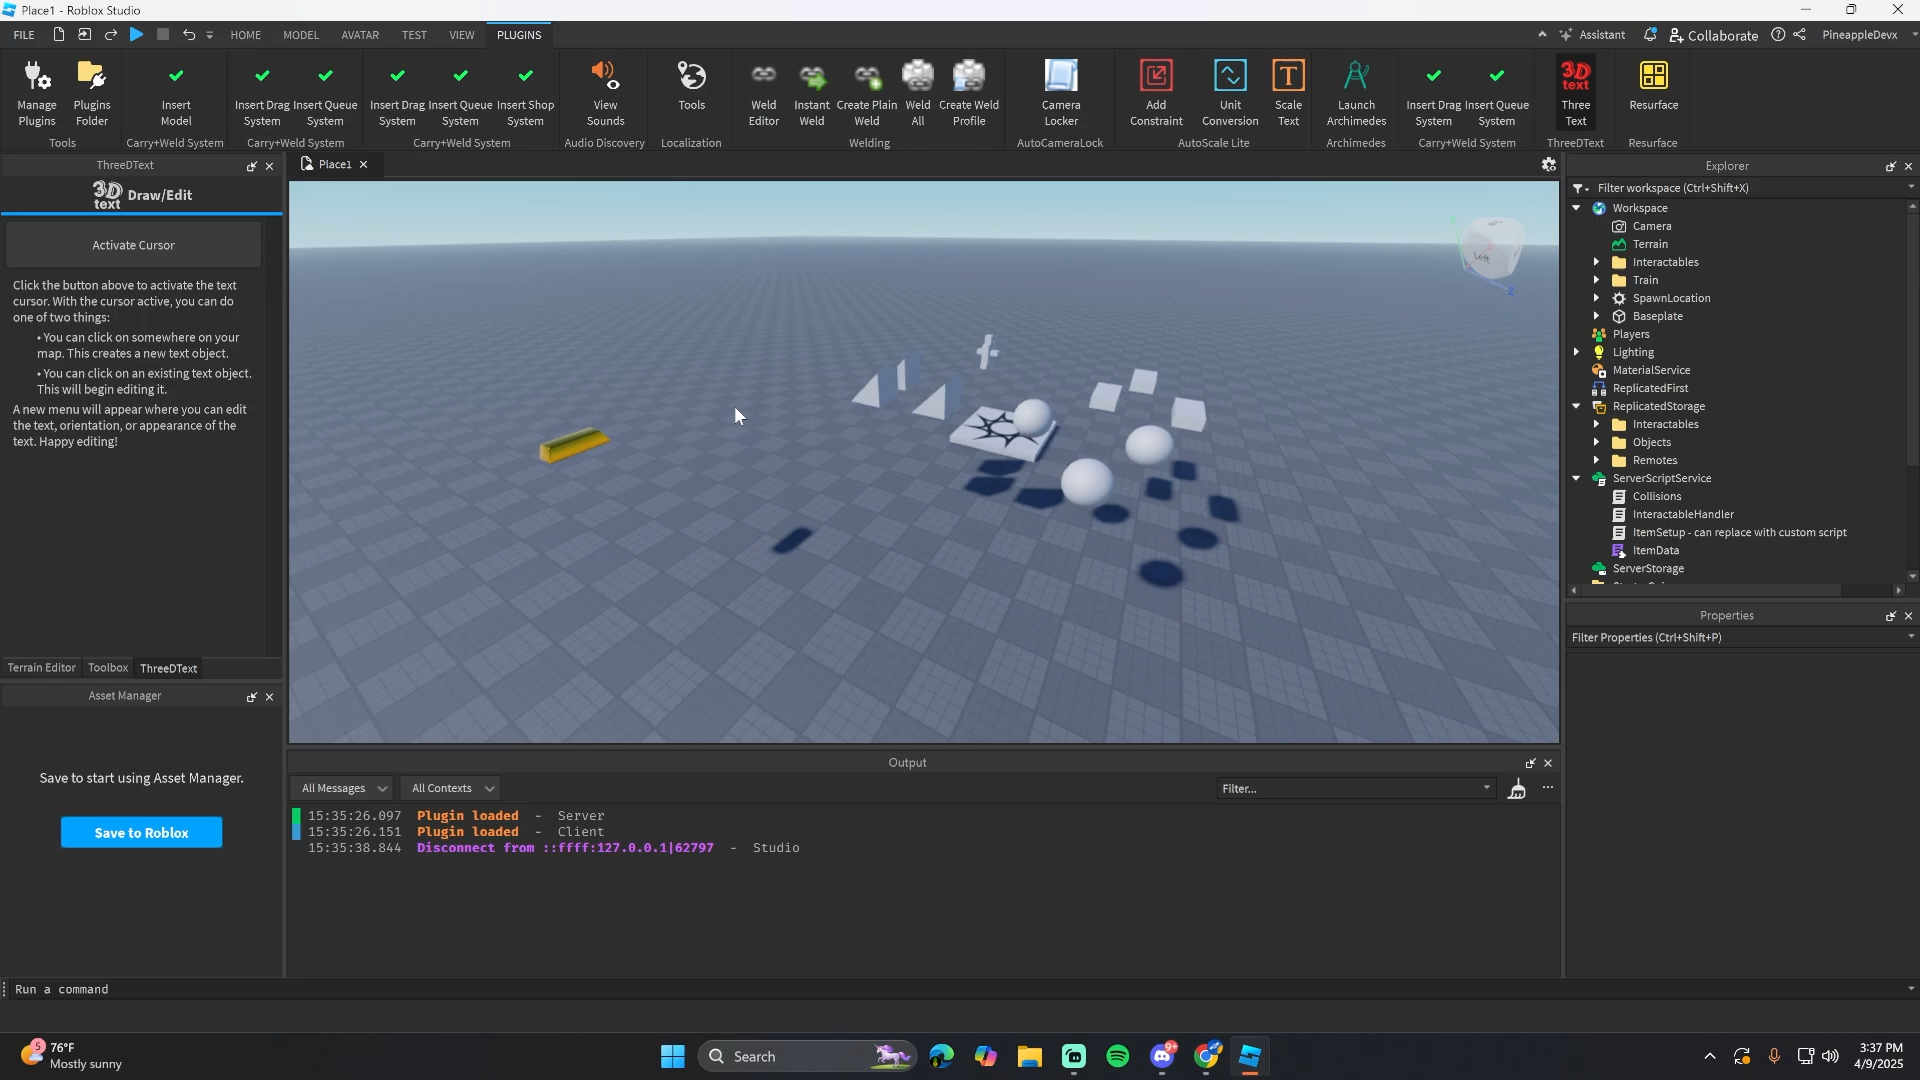 Place1 - Roblox Studio
FILE
HOME
MODEL
AVATAR
TEST
VIEW
PLUGINS
Assistant
Collaborate
PineappleDevx
Manage Plugins
Plugins Folder
Tools
Insert Model
Carry+Weld System
Insert Drag System
Insert Queue System
Carry+Weld System
Insert Drag System
Insert Queue System
Insert Shop System
Carry+Weld System
View Sounds
Audio Discovery
Tools
Localization
Weld Editor
Instant Weld
Create Plain Weld
Weld All
Create Weld Profile
Welding
Camera Locker
AutoCameraLock
Add Constraint
Unit Conversion
Scale Text
AutoScale Lite
Launch Archimedes
Archimedes
Insert Drag System
Insert Queue System
Carry+Weld System
3D text
Three Text
ThreeDText
Resurface
Resurface
ThreeDText
3D text
Draw/Edit
Activate Cursor
Click the button above to activate the text
cursor. With the cursor active, you can do
one of two things:
• You can click on somewhere on your
map. This creates a new text object.
• You can click on an existing text object.
This will begin editing it.
A new menu will appear where you can edit
the text, orientation, or appearance of the
text. Happy editing!
Terrain Editor
Toolbox
ThreeDText
Asset Manager
Save to start using Asset Manager.
Save to Roblox
Place1
Left
Z
Output
All Messages
All Contexts
Filter...
15:35:26.097 Plugin loaded - Server
15:35:26.151 Plugin loaded - Client
15:35:38.844 Disconnect from ::ffff:127.0.0.1|62797 - Studio
Explorer
Filter workspace (Ctrl+Shift+X)
Workspace
Camera
Terrain
Interactables
Train
SpawnLocation
Baseplate
Players
Lighting
MaterialService
ReplicatedFirst
ReplicatedStorage
Interactables
Objects
Remotes
ServerScriptService
Collisions
InteractableHandler
ItemSetup - can replace with custom script
ItemData
ServerStorage
Properties
Filter Properties (Ctrl+Shift+P)
Run a command
5
76°F
Mostly sunny
Search
9+
3:37 PM
4/9/2025